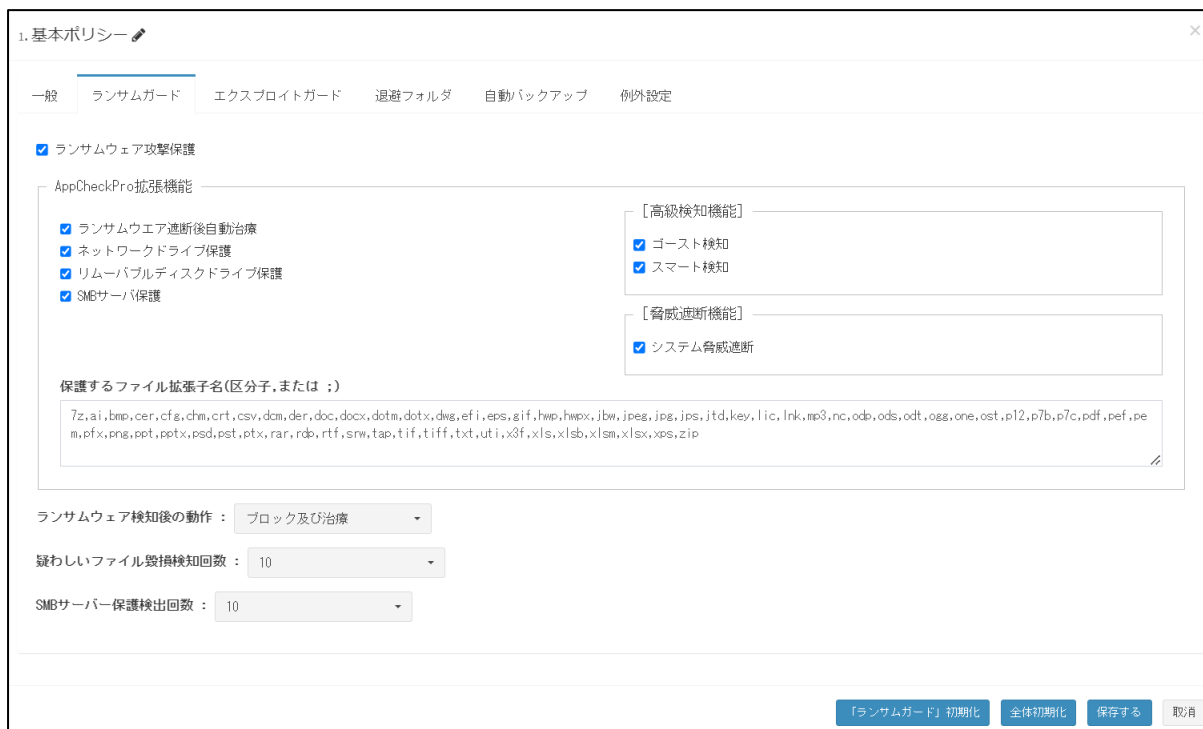 1.基本ポリシー
×
一般 ランサムガード エクスプロイトガード 退避フォルダ 自動バックアップ 例外設定
ランサムウェア攻撃保護
AppCheckPro拡張機能
ランサムウエア遮断後自動治療
ネットワークドライブ保護
リムーバブルディスクドライブ保護
SMBサーバ保護
[高級検知機能]
ゴースト検知
スマート検知
[脅威遮断機能]
システム脅威遮断
保護するファイル拡張子名(区分子,または ;)
7z,ai,bmp,cer,cfg,chm,crt,csv,dcm,der,doc,docx,dotm,dotx,dwg,efi,eps,gif,hwp,hwpx,jbw,jpeg,jpg,jps,jtd,key,lic,lnk,mp3,nc,odp,ods,odt,ogg,one,ost,p12,p7b,p7c,pdf,pef,pe
m,pfx,png,ppt,pptx,psd,pst,ptx,rar,rdp,rtf,srw,tap,tif,tiff,txt,uti,x3f,xls,xlsb,xlsm,xlsx,xps,zip
ランサムウェア検知後の動作 : ブロック及び治療
疑わしいファイル毀損検知回数 : 10
SMBサーバー保護検出回数 : 10
「ランサムガード」初期化 全体初期化 保存する 取消